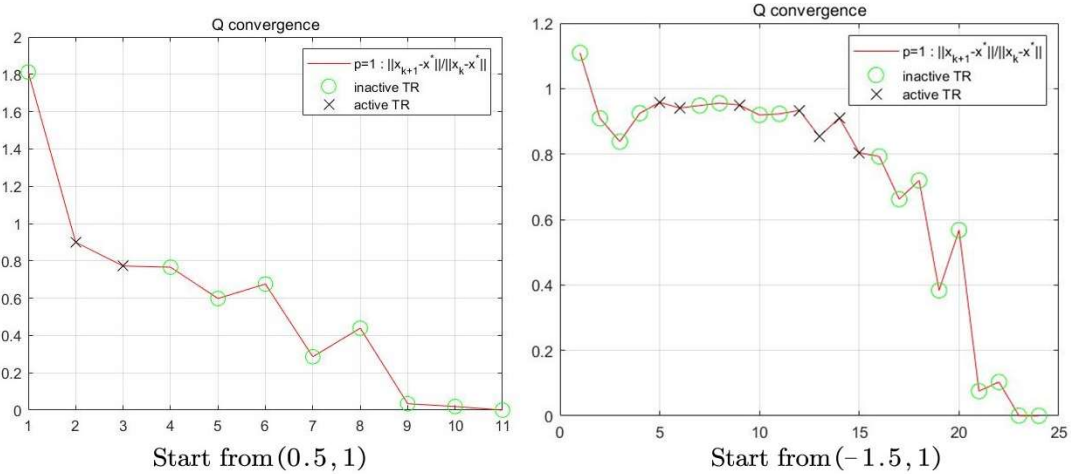 Q convergence
2
1.8
1.6
1.4
1.2
1
0.8
0.6
0.4
0.2
0
1 2 3 4 5 6 7 8 9 10 11
p=1 : ||x_{k+1}-x^*||/||x_k-x^*||
inactive TR
active TR
Start from (0.5, 1)
Q convergence
1.2
1
0.8
0.6
0.4
0.2
0
0 5 10 15 20 25
p=1 : ||x_{k+1}-x^*||/||x_k-x^*||
inactive TR
active TR
Start from (−1.5, 1)